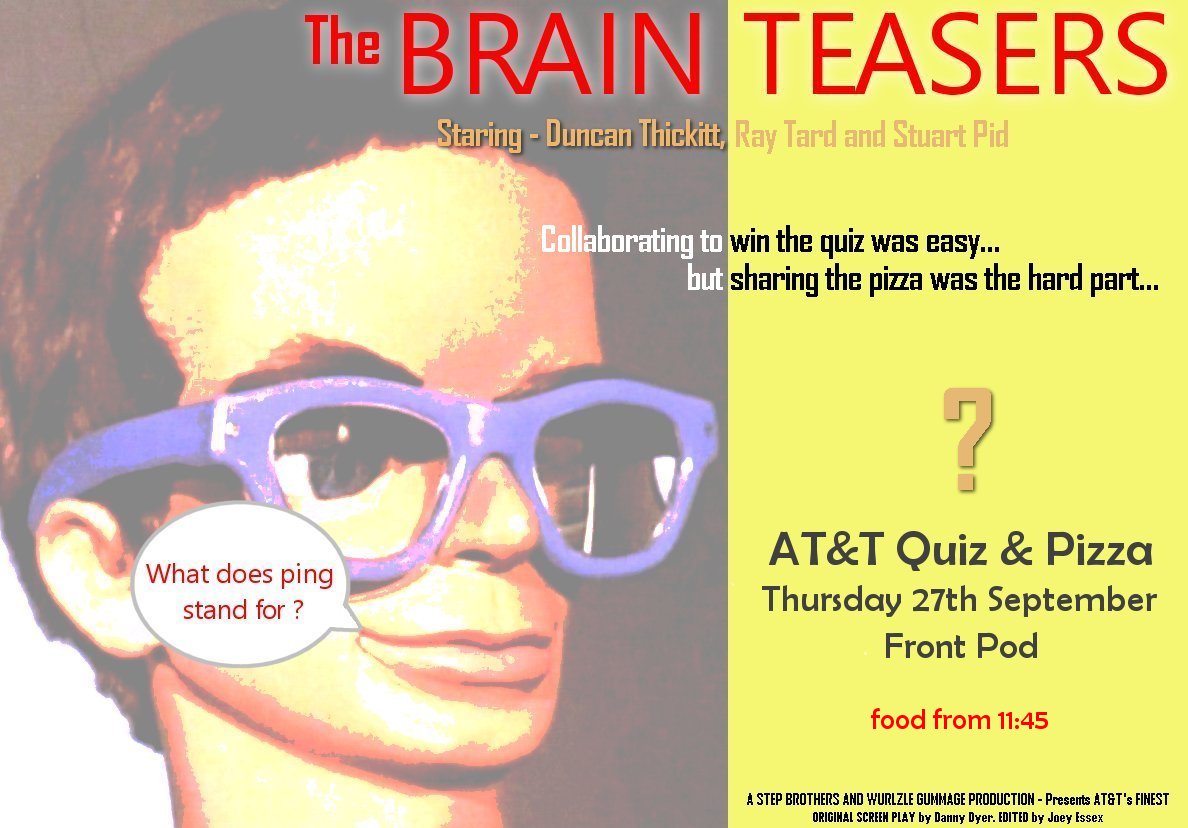 The BRAIN TEASERS
Staring - Duncan Thickitt, Ray Tard and Stuart Pid
Collaborating to win the quiz was easy...
but sharing the pizza was the hard part...
?
AT&T Quiz & Pizza
Thursday 27th September
Front Pod
What does ping
stand for ?
food from 11:45
A STEP BROTHERS AND WURLZLE GUMMAGE PRODUCTION - Presents AT&T's FINEST
ORIGINAL SCREEN PLAY by Danny Dyer. EDITED by Joey Essex